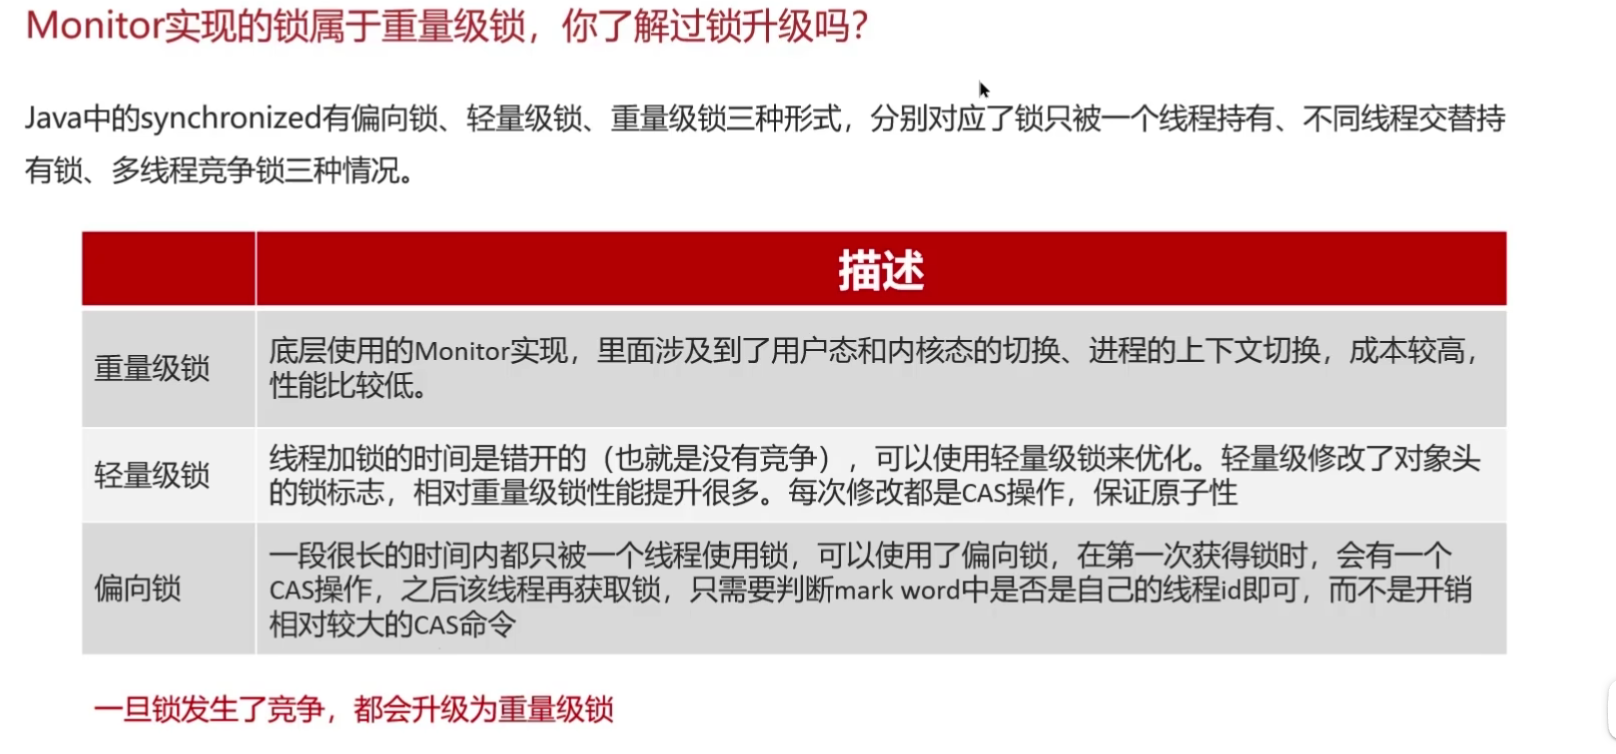 Monitor实现的锁属于重量级锁，你了解过锁升级吗？
Java中的synchronized有偏向锁、轻量级锁、重量级锁三种形式，分别对应了锁只被一个线程持有、不同线程交替持
有锁、多线程竞争锁三种情况。
描述
重量级锁
底层使用的Monitor实现，里面涉及到了用户态和内核态的切换、进程的上下文切换，成本较高，
性能比较低。
轻量级锁
线程加锁的时间是错开的（也就是没有竞争），可以使用轻量级锁来优化。轻量级修改了对象头
的锁标志，相对重量级锁性能提升很多。每次修改都是CAS操作，保证原子性
偏向锁
一段很长的时间内都只被一个线程使用锁，可以使用了偏向锁，在第一次获得锁时，会有一个
CAS操作，之后该线程再获取锁，只需要判断mark word中是否是自己的线程id即可，而不是开销
相对较大的CAS命令
一旦锁发生了竞争，都会升级为重量级锁